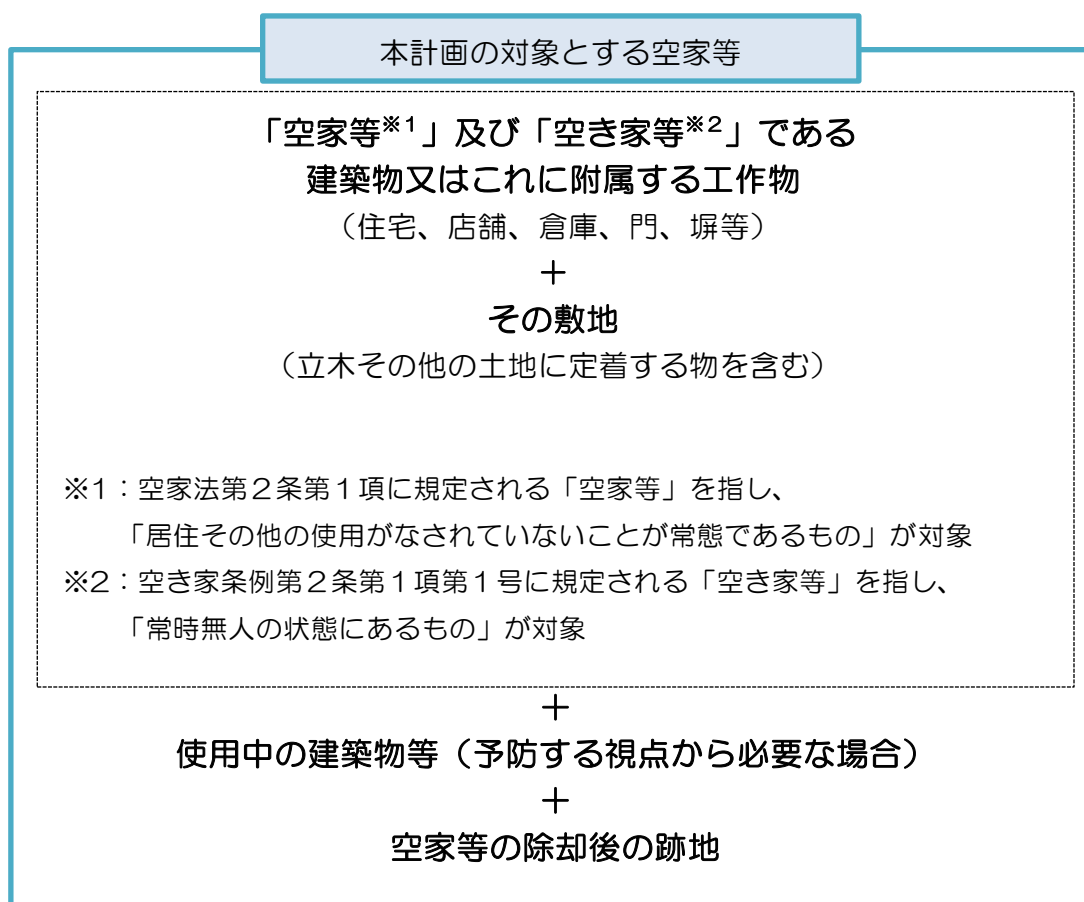 本計画の対象とする空家等
「空家等※1」及び「空き家等※2」である
建築物又はこれに附属する工作物
（住宅、店舗、倉庫、門、塀等）
＋
その敷地
（立木その他の土地に定着する物を含む）
※1：空家法第２条第１項に規定される「空家等」を指し、
「居住その他の使用がなされていないことが常態であるもの」が対象
※2：空き家条例第２条第１項第１号に規定される「空き家等」を指し、
「常時無人の状態にあるもの」が対象
＋
使用中の建築物等（予防する視点から必要な場合）
＋
空家等の除却後の跡地